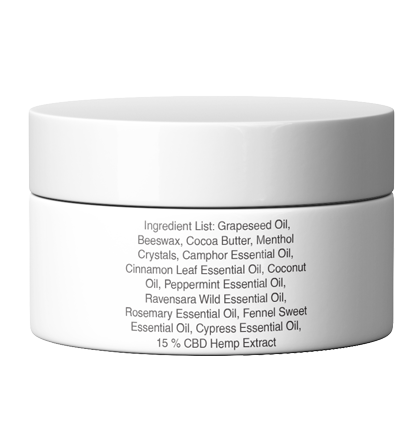 Ingredient List: Grapeseed Oil,
Beeswax, Cocoa Butter, Menthol
Crystals, Camphor Essential Oil,
Cinnamon Leaf Essential Oil, Coconut
Oil, Peppermint Essential Oil,
Ravensara Wild Essential Oil,
Rosemary Essential Oil, Fennel Sweet
Essential Oil, Cypress Essential Oil,
15 % CBD Hemp Extract